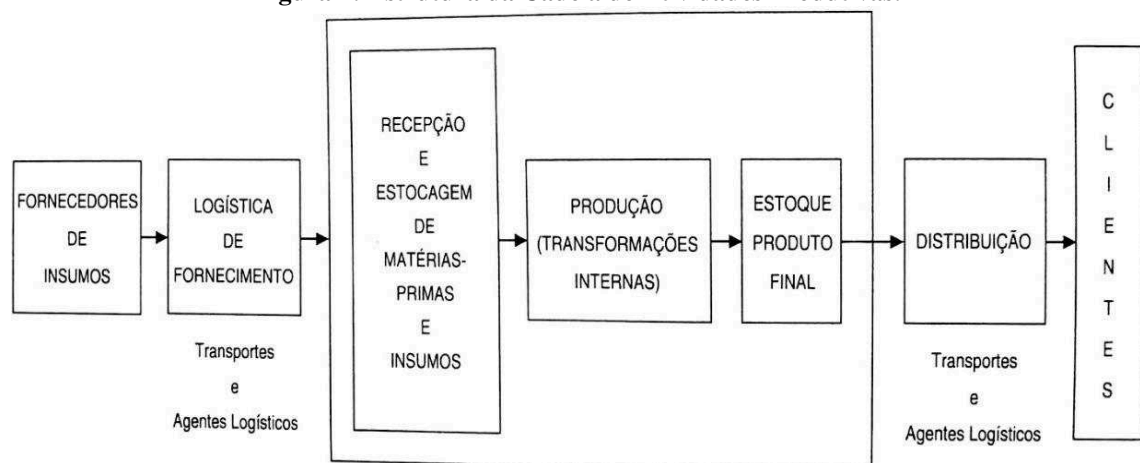 FORNECEDORES
DE
INSUMOS
LOGÍSTICA
DE
FORNECIMENTO
Transportes
e
Agentes Logísticos
RECEPÇÃO
E
ESTOCAGEM
DE
MATÉRIAS-
PRIMAS
E
INSUMOS
PRODUÇÃO
(TRANSFORMAÇÕES
INTERNAS)
ESTOQUE
PRODUTO
FINAL
DISTRIBUIÇÃO
Transportes
e
Agentes Logísticos
C
L
I
E
N
T
E
S